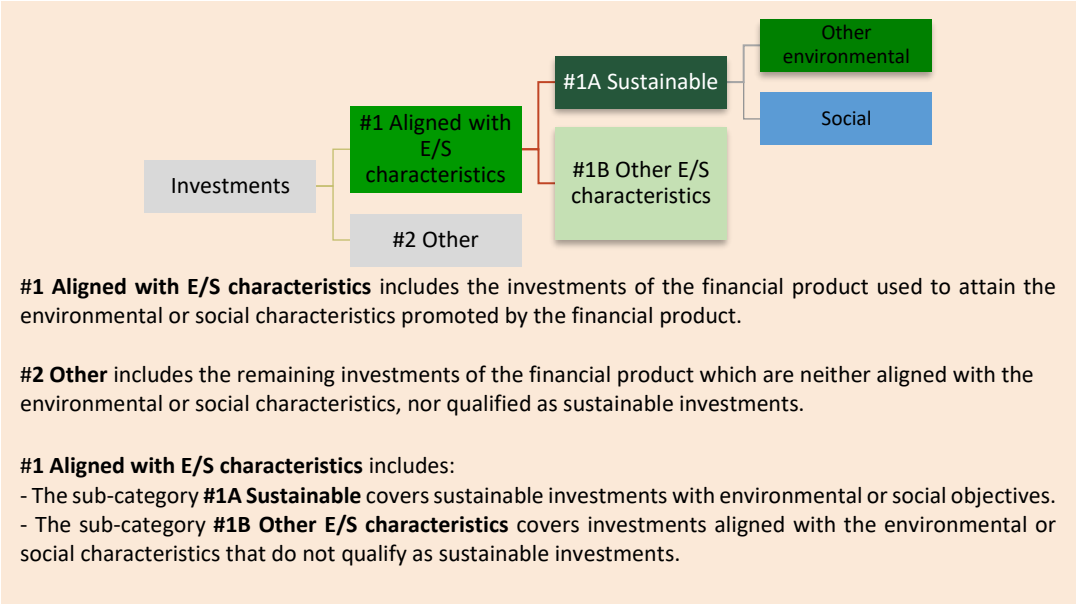 Other
environmental
#1A Sustainable
Social
#1 Aligned with
E/S
characteristics
#1B Other E/S
characteristics
Investments
#2 Other
#1 Aligned with E/S characteristics includes the investments of the financial product used to attain the
environmental or social characteristics promoted by the financial product.
#2 Other includes the remaining investments of the financial product which are neither aligned with the
environmental or social characteristics, nor qualified as sustainable investments.
#1 Aligned with E/S characteristics includes:
- The sub-category #1A Sustainable covers sustainable investments with environmental or social objectives.
- The sub-category #1B Other E/S characteristics covers investments aligned with the environmental or
social characteristics that do not qualify as sustainable investments.